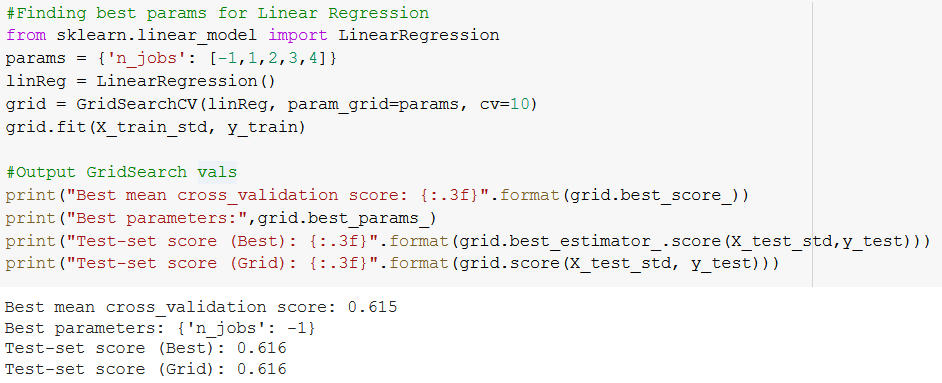 #Finding best params for Linear Regression
from sklearn.linear_model import LinearRegression
params = {'n_jobs': [-1,1,2,3,4]}
linReg = LinearRegression()
grid = GridSearchCV(linReg, param_grid=params, cv=10)
grid.fit(X_train_std, y_train)
#Output GridSearch vals
print("Best mean cross_validation score: {:.3f}".format(grid.best_score_))
print("Best parameters:",grid.best_params_)
print("Test-set score (Best): {:.3f}".format(grid.best_estimator_.score(X_test_std,y_test)))
print("Test-set score (Grid): {:.3f}".format(grid.score(X_test_std, y_test)))
Best mean cross_validation score: 0.615
Best parameters: {'n_jobs': -1}
Test-set score (Best): 0.616
Test-set score (Grid): 0.616